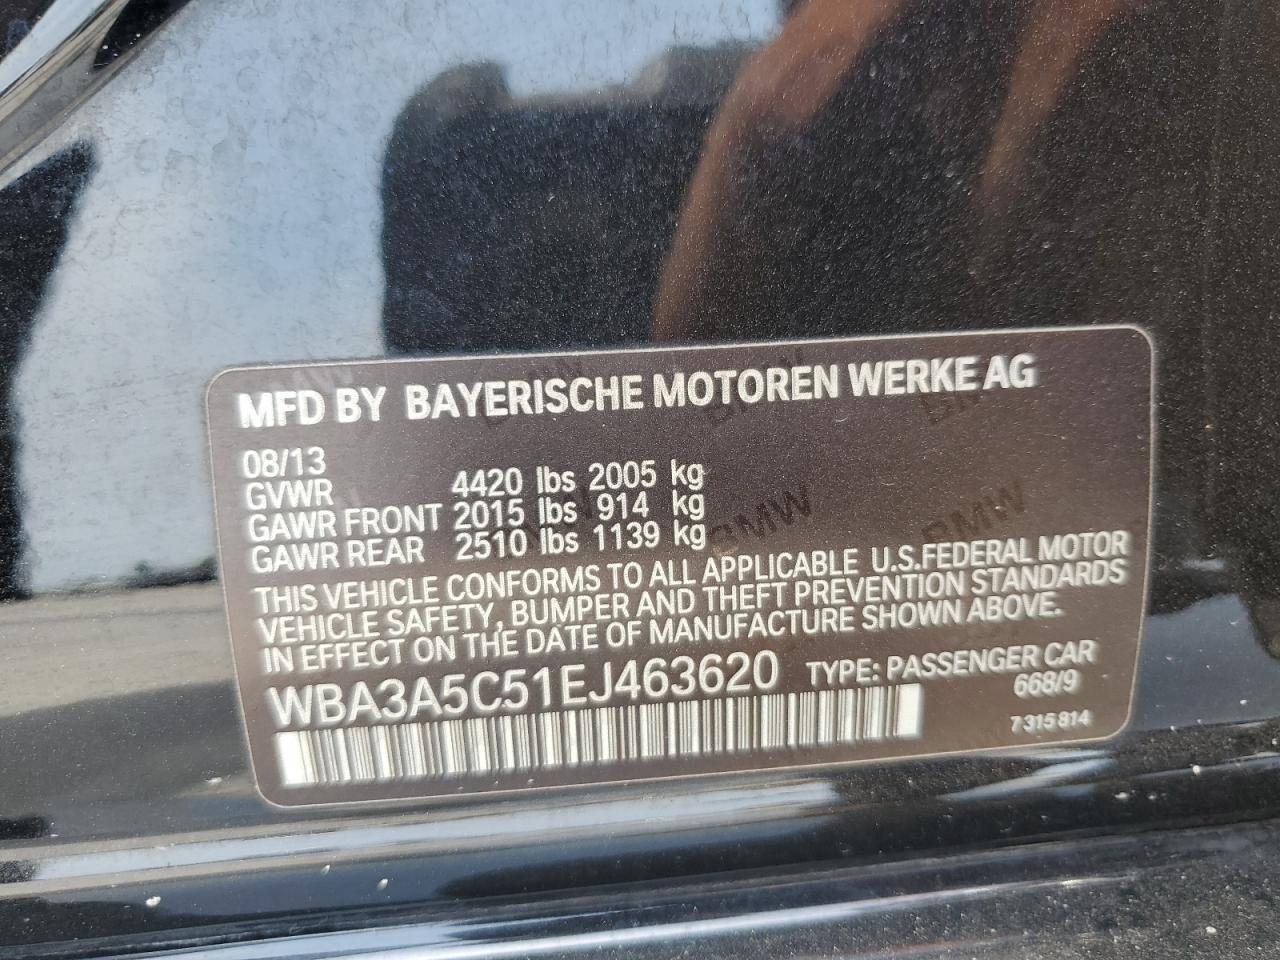 MFD BY BAYERISCHE MOTOREN WERKE AG
08/13
GVWR 4420 lbs 2005 kg
GAWR FRONT 2015 lbs 914 kg
GAWR REAR 2510 lbs 1139 kg
THIS VEHICLE CONFORMS TO ALL APPLICABLE U.S.FEDERAL MOTOR
VEHICLE SAFETY, BUMPER AND THEFT PREVENTION STANDARDS
IN EFFECT ON THE DATE OF MANUFACTURE SHOWN ABOVE.
WBA3A5C51EJ463620 TYPE: PASSENGER CAR
668/9
7315814